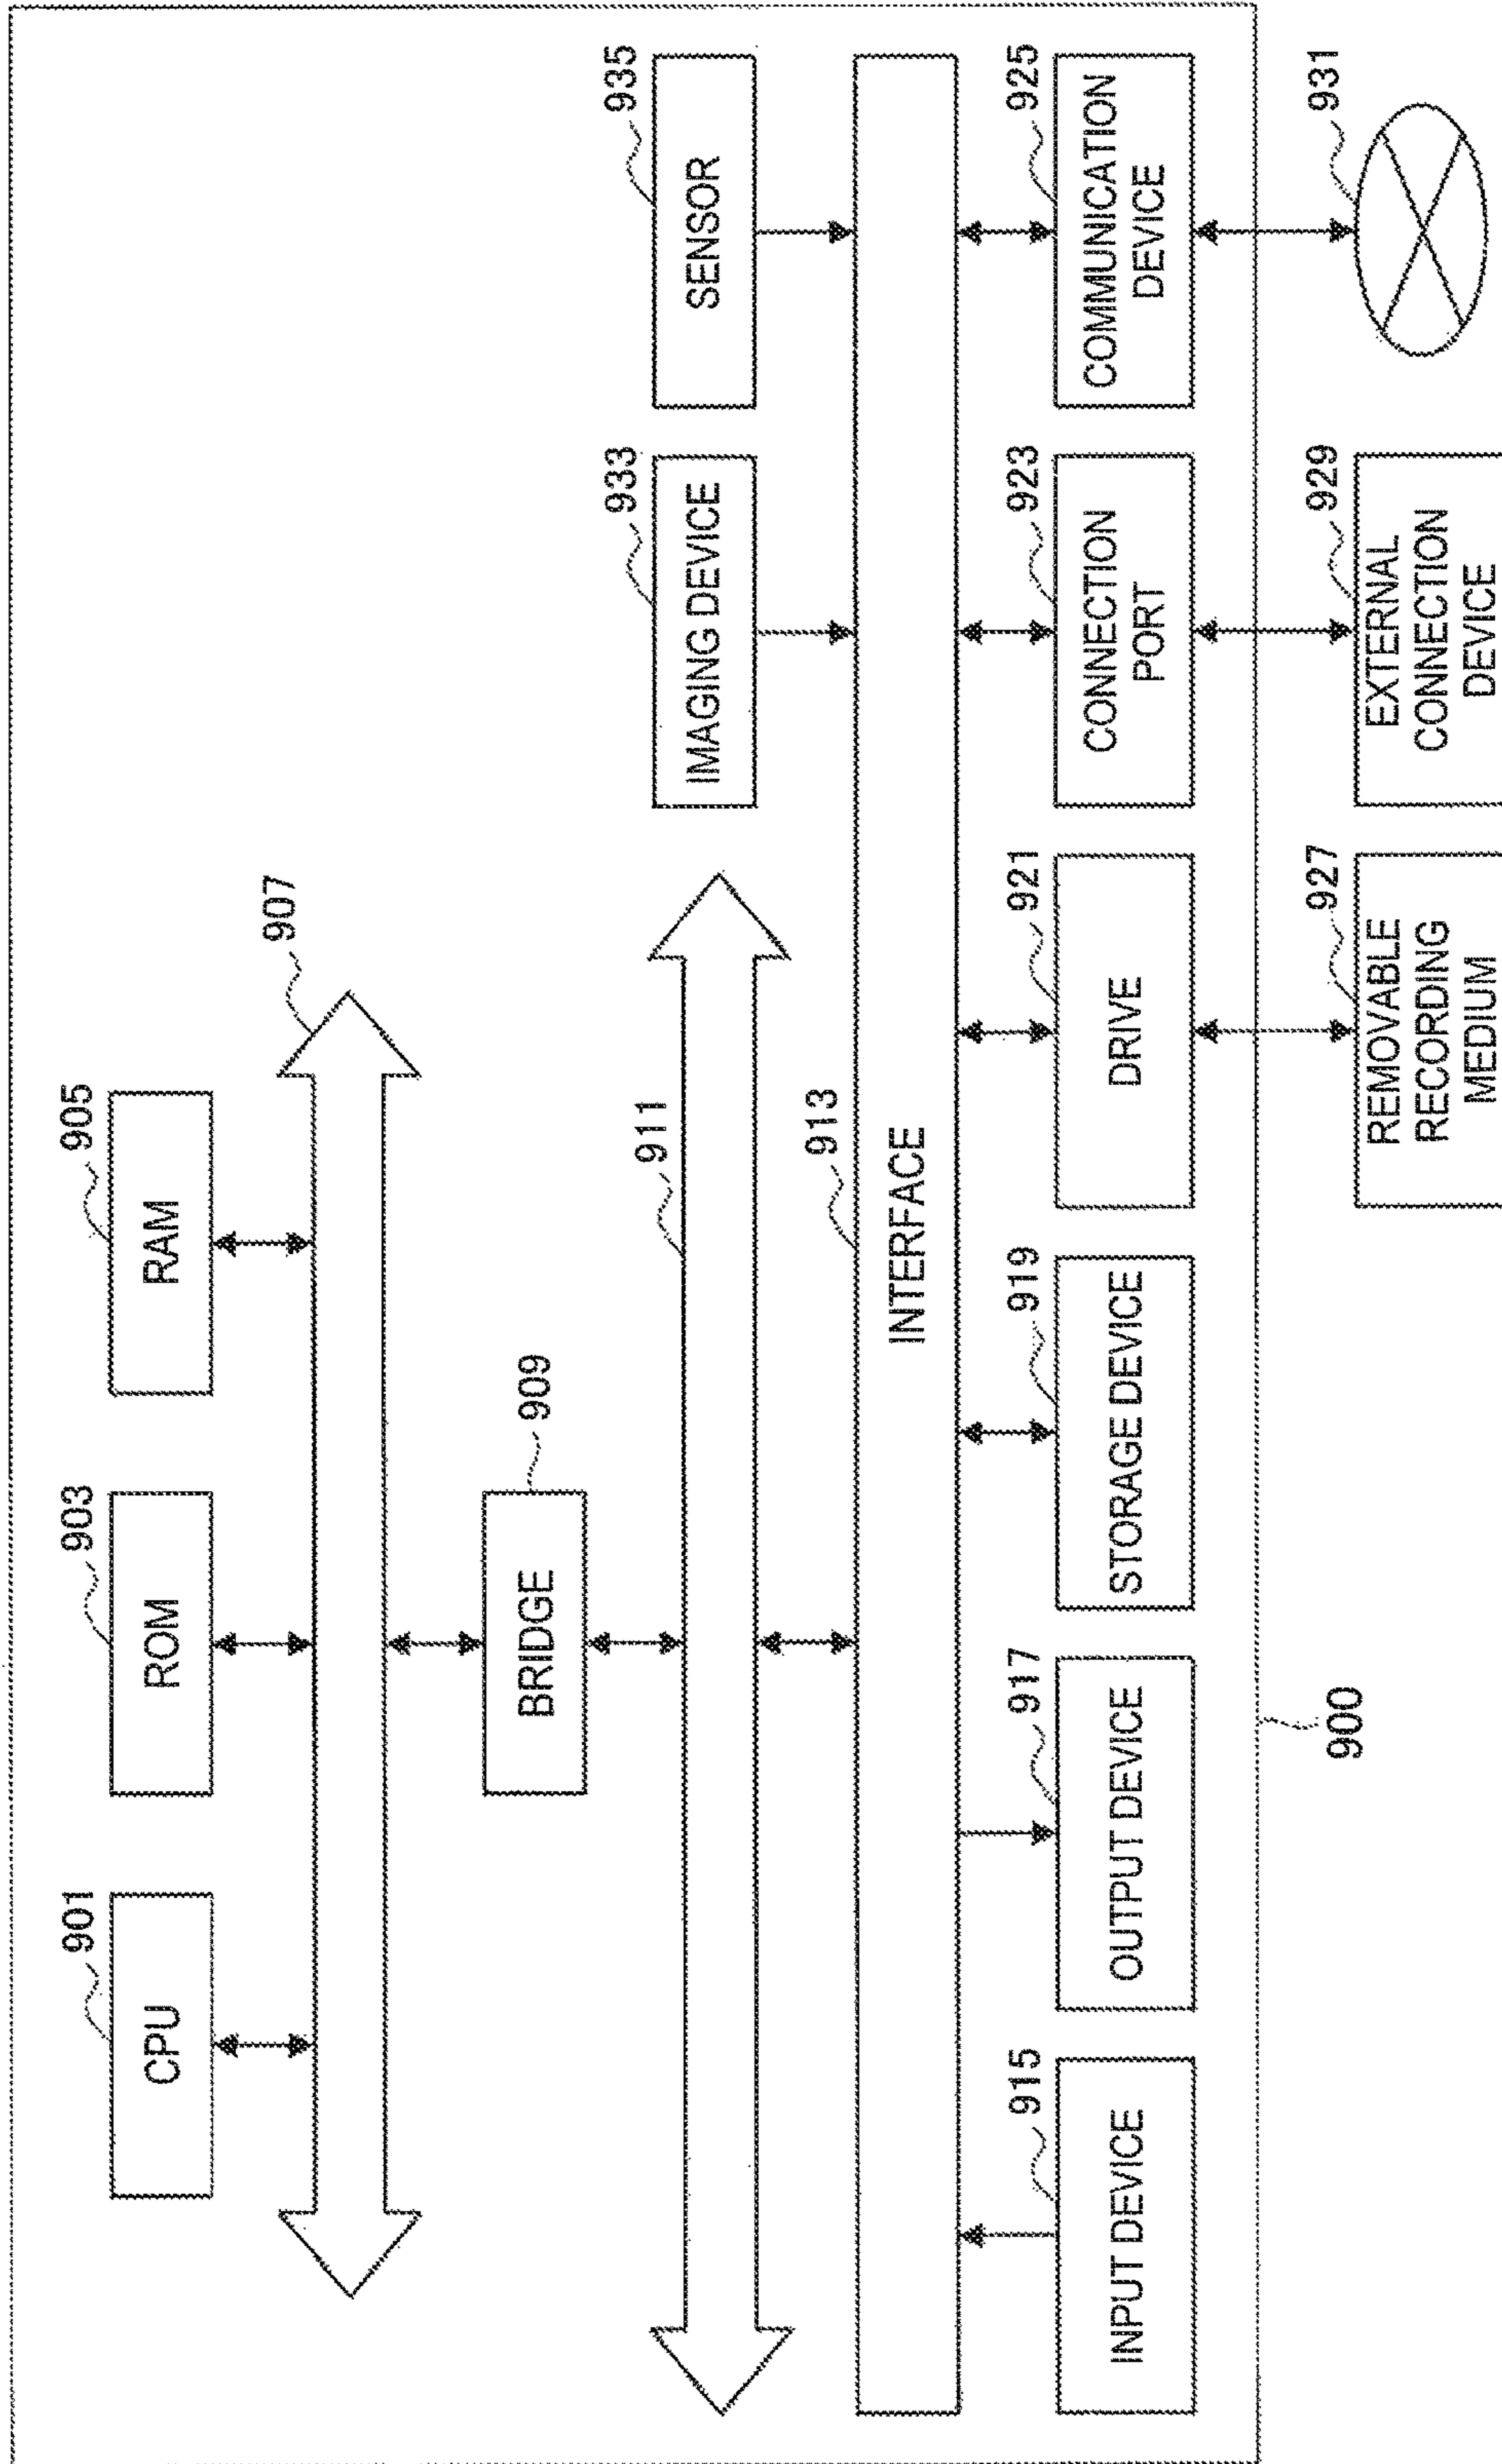 901
CPU
903
ROM
905
RAM
907
909
BRIDGE
911
933
IMAGING DEVICE
935
SENSOR
913
INTERFACE
915
INPUT DEVICE
917
OUTPUT DEVICE
919
STORAGE DEVICE
921
DRIVE
923
CONNECTION
PORT
925
COMMUNICATION
DEVICE
900
927
REMOVABLE
RECORDING
MEDIUM
929
EXTERNAL
CONNECTION
DEVICE
931